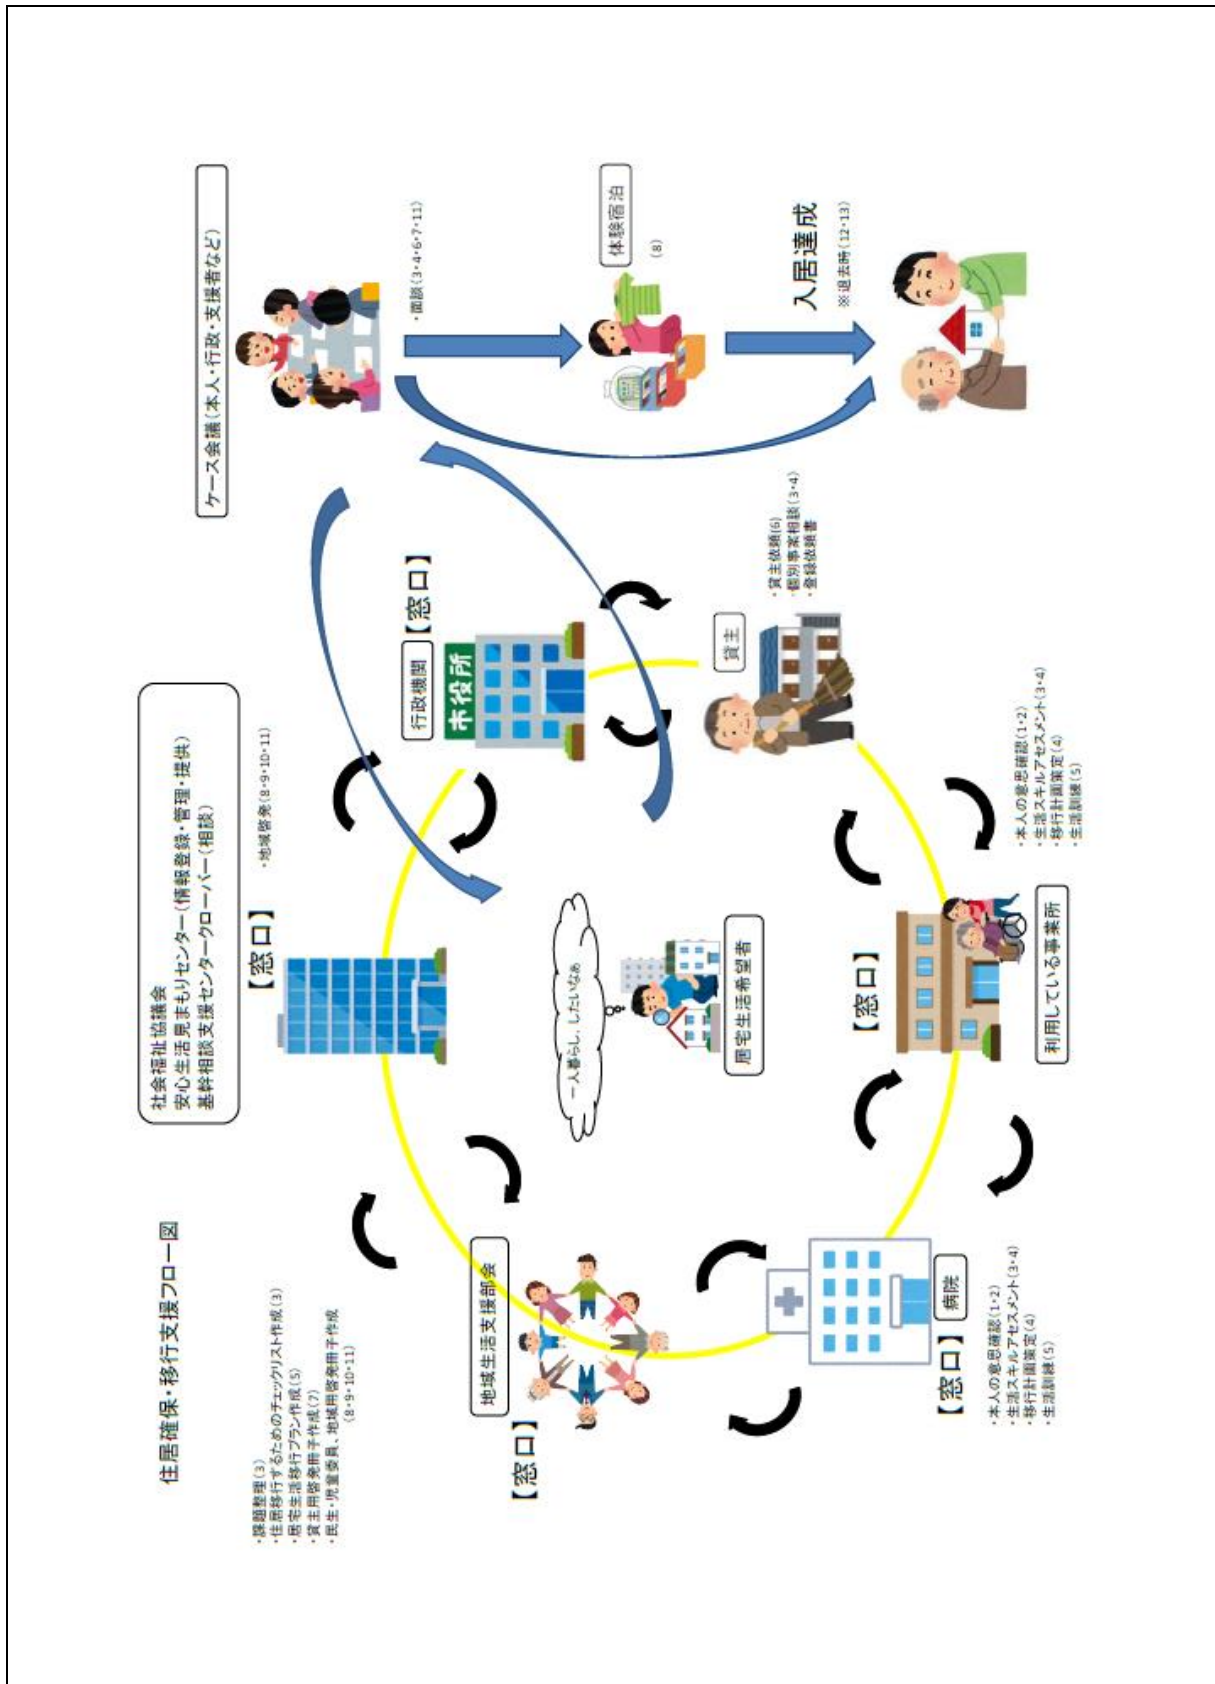 住居確保・移行支援フロー図
社会福祉協議会
安心生活見まもりセンター(情報登録・管理・提供)
基幹相談支援センタークローバー(相談)
【窓口】
・地域啓発(8・9・10・11)
ケース会議(本人・行政・支援者など)
・面談(3・4・6・7・11)
・課題整理(3)
・住居移行するためのチェックリスト作成(3)
・居宅生活移行プラン作成(5)
・貸主用啓発冊子作成(7)
・民生・児童委員、地域用啓発冊子作成
(8・9・10・11)
地域生活支援部会
【窓口】
行政機関
【窓口】
市役所
一人暮らし、したいなあ
居宅生活希望者
体験宿泊
(8)
貸主
・貸主依頼(6)
・個別事案相談(3・4)
・登録依頼書
入居達成
※退去時(12・13)
病院
【窓口】
・本人の意思確認(1・2)
・生活スキルアセスメント(3・4)
・移行計画策定(4)
・生活訓練(5)
【窓口】
利用している事業所
・本人の意思確認(1・2)
・生活スキルアセスメント(3・4)
・移行計画策定(4)
・生活訓練(5)